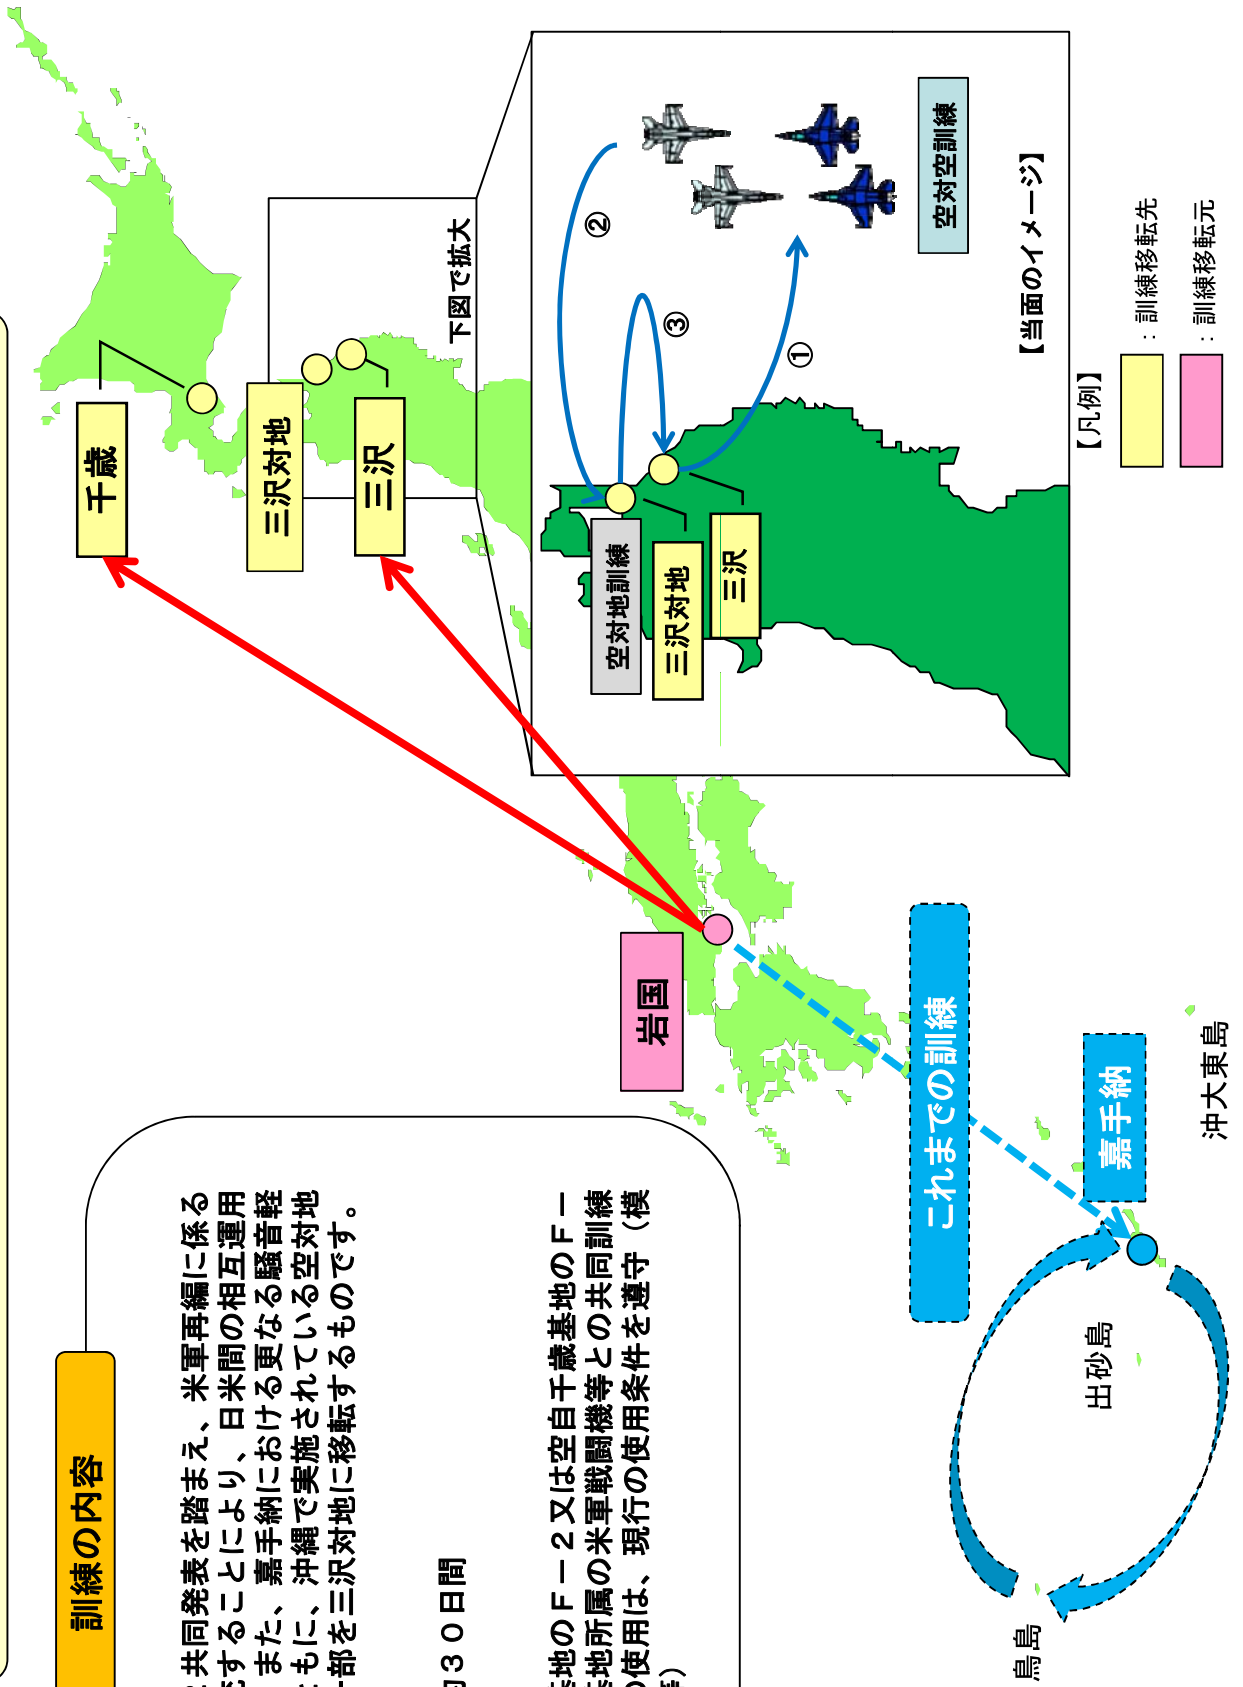 訓練の内容
共同発表を踏まえ、米軍再編に係る
することにより、日米間の相互運用
また、嘉手納における更なる騒音軽
もに、沖縄で実施されている空対地
部を三沢対地に移転するものです。
３０日間
基地のＦ－２又は空自千歳基地のＦ－
基地所属の米軍戦闘機等との共同訓練
の使用は、現行の使用条件を遵守（模
）
千歳
三沢対地
三沢
下図で拡大
岩国
これまでの訓練
嘉手納
沖大東島
出砂島
鳥島
②
③
①
空対地訓練
三沢対地
三沢
空対空訓練
【当面のイメージ】
【凡例】
：訓練移転先
：訓練移転元